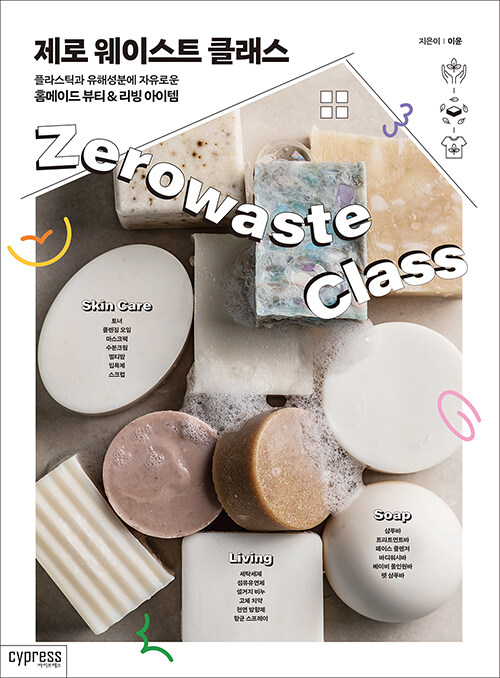 제로 웨이스트 클래스
지은이 | 이윤
플라스틱과 유해성분에 자유로운
홈메이드 뷰티 & 리빙 아이템
Zerowaste
Class
Skin Care
토너
클렌징 오일
마스크팩
수분크림
멀티밤
입욕제
스크럽
Soap
샴푸바
트리트먼트바
페이스 클렌저
바디워시바
베이비 올인원바
펫 샴푸바
Living
세탁세제
섬유유연제
설거지 비누
고체 치약
천연 방향제
향균 스프레이
cypress
싸이프레스